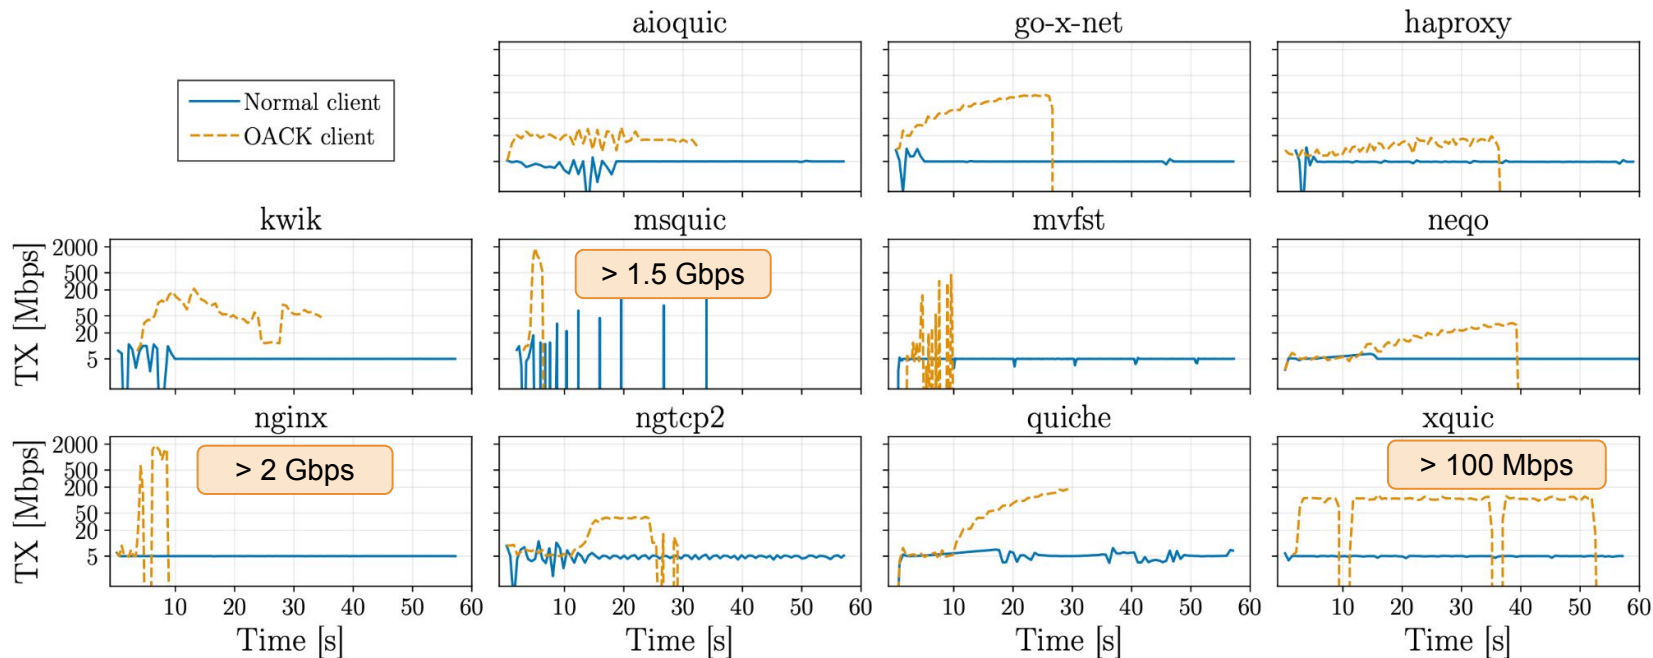 aioquic
go-x-net
haproxy
Normal client
OACK client
kwik
msquic
mvfst
neqo
TX [Mbps]
2000
500
200
50
20
5
> 1.5 Gbps
nginx
ngtcp2
quiche
xquic
TX [Mbps]
2000
500
200
50
20
5
> 2 Gbps
> 100 Mbps
10 20 30 40 50 60
10 20 30 40 50 60
10 20 30 40 50 60
10 20 30 40 50 60
Time [s]
Time [s]
Time [s]
Time [s]